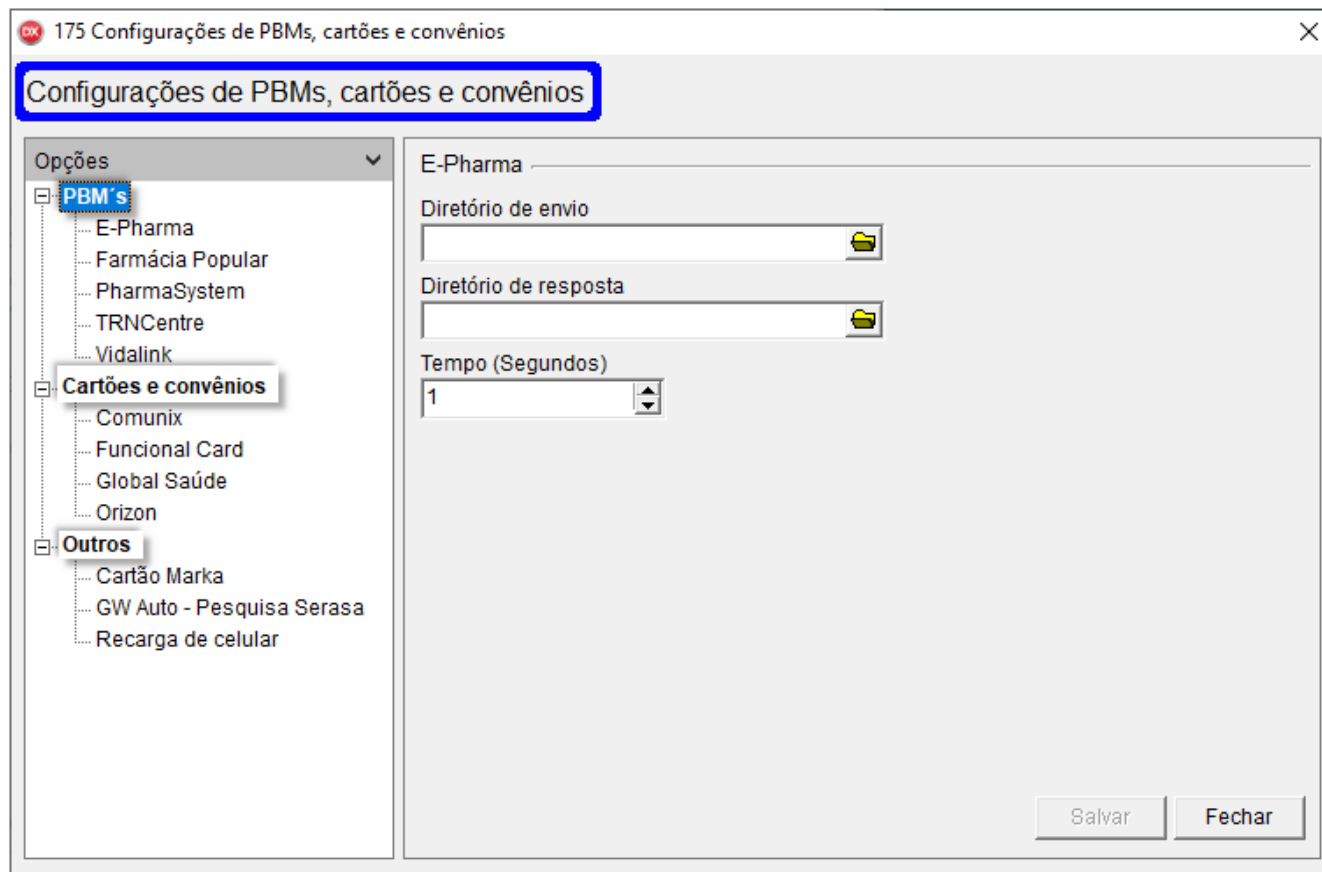 DX 175 Configurações de PBMs, cartões e convênios
Configurações de PBMs, cartões e convênios
Opções
PBM´s
E-Pharma
Farmácia Popular
PharmaSystem
TRNCentre
Vidalink
Cartões e convênios
Comunix
Funcional Card
Global Saúde
Orizon
Outros
Cartão Marka
GW Auto - Pesquisa Serasa
Recarga de celular
E-Pharma
Diretório de envio
Diretório de resposta
Tempo (Segundos)
1
Salvar
Fechar